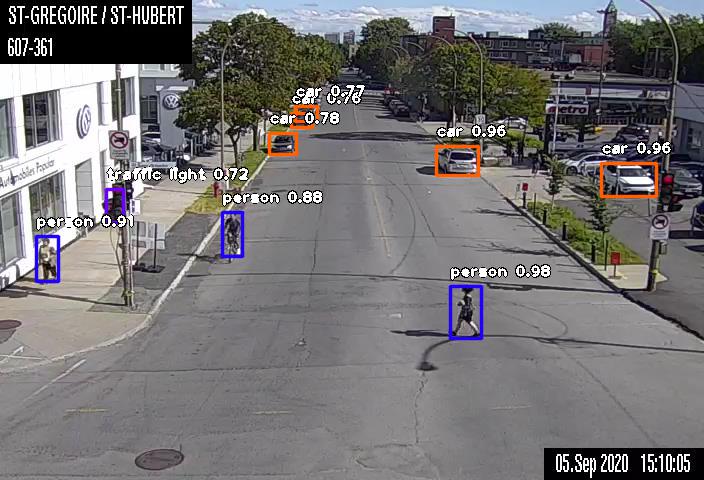 ST-GREGOIRE / ST-HUBERT
607-361
car 0.77
car 0.76
car 0.78
car 0.96
car 0.96
traffic light 0.72
person 0.88
person 0.91
person 0.98
Automobiles Popular
05.Sep 2020 15:10:05